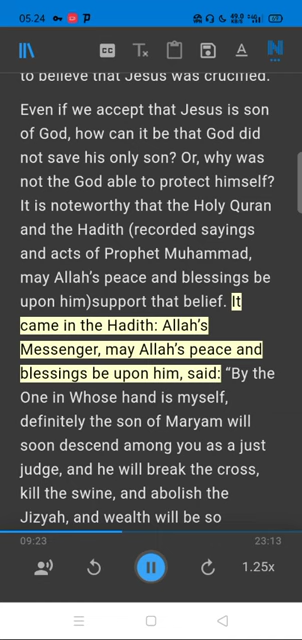 05.24
to believe that Jesus was crucified.
Even if we accept that Jesus is son
of God, how can it be that God did
not save his only son? Or, why was
not the God able to protect himself?
It is noteworthy that the Holy Quran
and the Hadith (recorded sayings
and acts of Prophet Muhammad,
may Allah’s peace and blessings be
upon him)support that belief. It
came in the Hadith: Allah’s
Messenger, may Allah’s peace and
blessings be upon him, said: “By the
One in Whose hand is myself,
definitely the son of Maryam will
soon descend among you as a just
judge, and he will break the cross,
kill the swine, and abolish the
Jizyah, and wealth will be so
09:23
23:13
1.25x